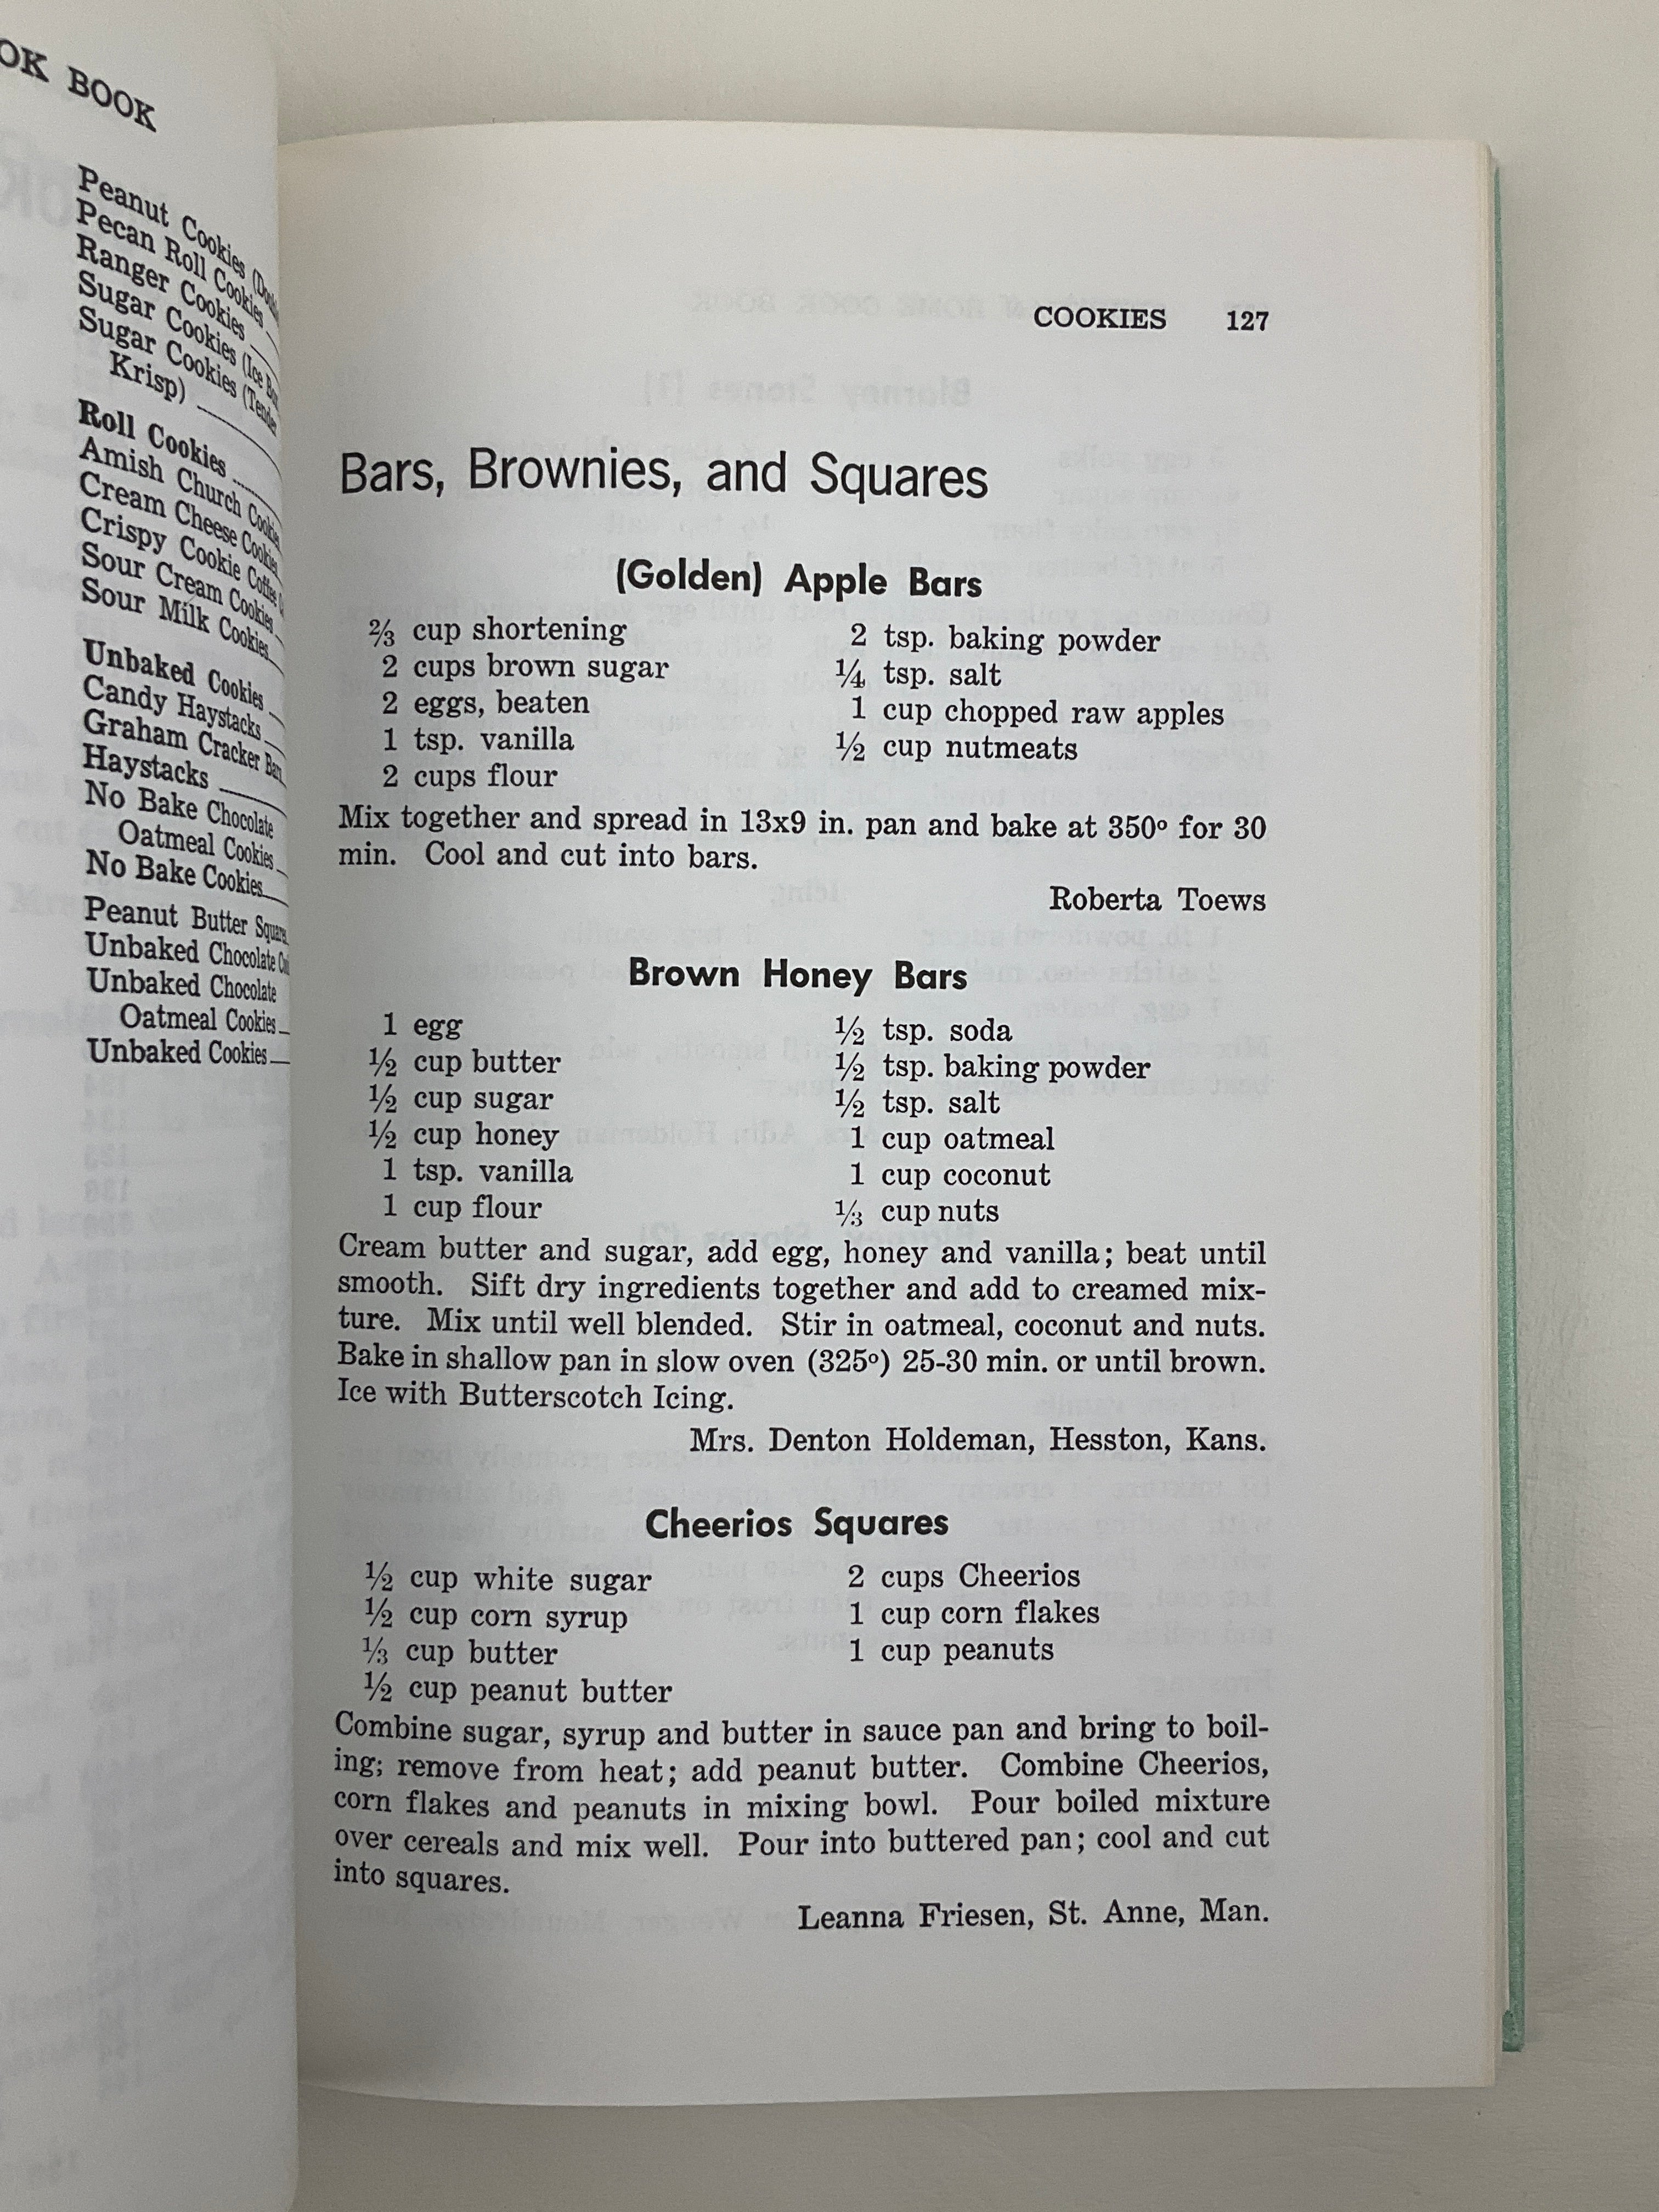 OK BOOK
Peanut Cookies
Pecan Roll Cookies
Ranger Cookies
Sugar Cookies (Ice
Sugar Cookies (Tender
Krisp)
Roll Cookies
Amish Church Cookies
Cream Cheese Cookies
Crispy Cookie Coffee
Sour Cream Cookies
Sour Milk Cookies
Unbaked Cookies
Candy Haystacks
Graham Cracker Bars
Haystacks
No Bake Chocolate
Oatmeal Cookies
No Bake Cookies
Peanut Butter Squares
Unbaked Chocolate
Unbaked Chocolate
Oatmeal Cookies
Unbaked Cookies
COOKIES 127
Bars, Brownies, and Squares
(Golden) Apple Bars
⅔ cup shortening
2 cups brown sugar
2 eggs, beaten
1 tsp. vanilla
2 cups flour
2 tsp. baking powder
¼ tsp. salt
1 cup chopped raw apples
½ cup nutmeats
Mix together and spread in 13x9 in. pan and bake at 350° for 30
min. Cool and cut into bars.
Roberta Toews
Brown Honey Bars
1 egg
½ cup butter
½ cup sugar
½ cup honey
1 tsp. vanilla
1 cup flour
½ tsp. soda
½ tsp. baking powder
½ tsp. salt
1 cup oatmeal
1 cup coconut
⅓ cup nuts
Cream butter and sugar, add egg, honey and vanilla; beat until
smooth. Sift dry ingredients together and add to creamed mix-
ture. Mix until well blended. Stir in oatmeal, coconut and nuts.
Bake in shallow pan in slow oven (325°) 25-30 min. or until brown.
Ice with Butterscotch Icing.
Mrs. Denton Holdeman, Hesston, Kans.
Cheerios Squares
½ cup white sugar
½ cup corn syrup
⅓ cup butter
½ cup peanut butter
2 cups Cheerios
1 cup corn flakes
1 cup peanuts
Combine sugar, syrup and butter in sauce pan and bring to boil-
ing; remove from heat; add peanut butter. Combine Cheerios,
corn flakes and peanuts in mixing bowl. Pour boiled mixture
over cereals and mix well. Pour into buttered pan; cool and cut
into squares.
Leanna Friesen, St. Anne, Man.